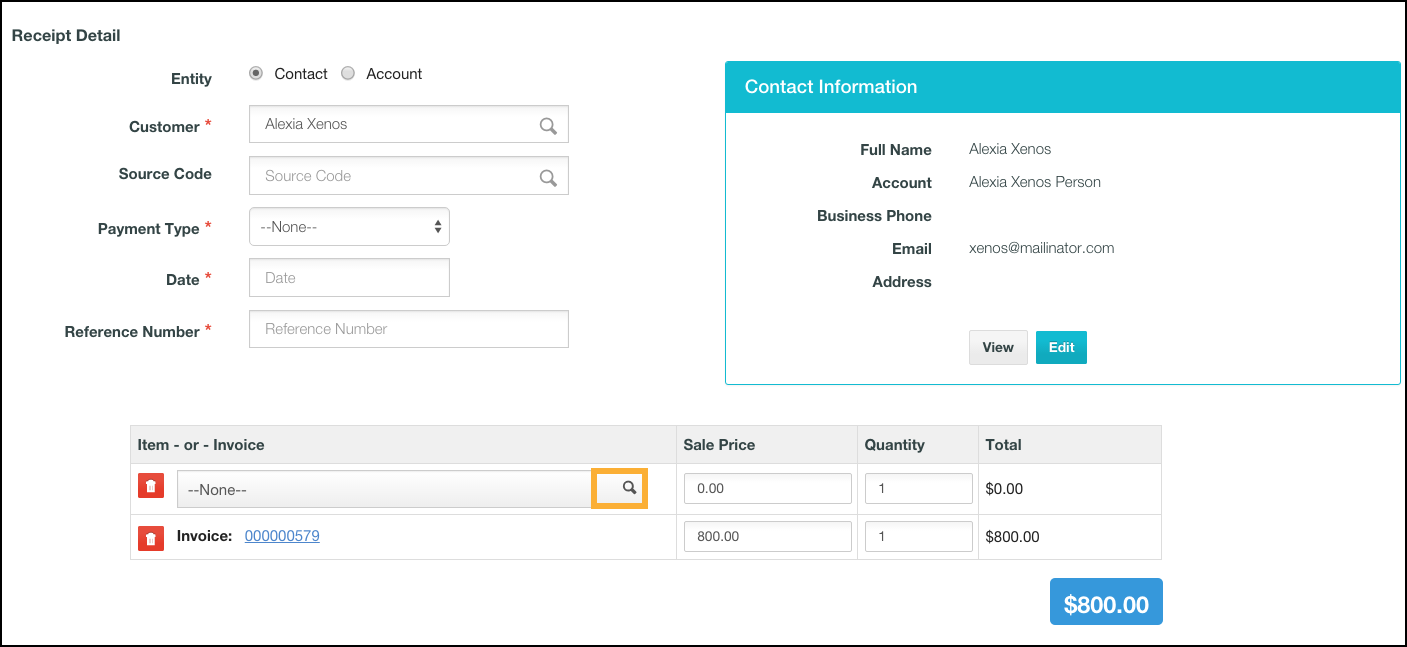 Receipt Detail
Entity Contact Account
Customer * Alexia Xenos
Source Code Source Code
Payment Type * --None--
Date * Date
Reference Number * Reference Number
Contact Information
Full Name Alexia Xenos
Account Alexia Xenos Person
Business Phone
Email xenos@mailinator.com
Address
View Edit
Item - or - Invoice Sale Price Quantity Total
--None-- 0.00 1 $0.00
Invoice: 000000579 800.00 1 $800.00
$800.00